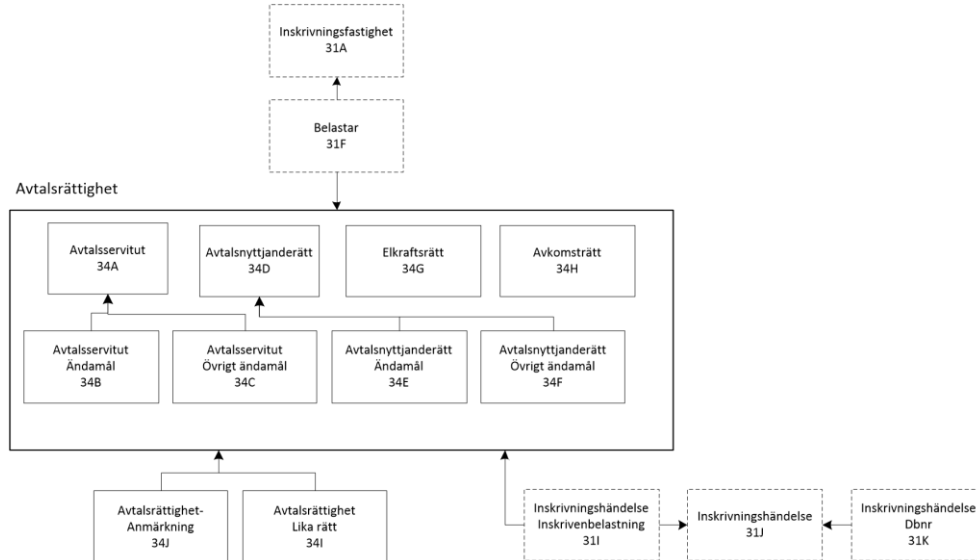 Inskrivningsfastighet
31A
Belastar
31F
Avtalsrättighet
Avtalsservitut
34A
Avtalsnyttjanderätt
34D
Elkraftsrätt
34G
Avkomsträtt
34H
Avtalsservitut
Ändamål
34B
Avtalsservitut
Övrigt ändamål
34C
Avtalsnyttjanderätt
Ändamål
34E
Avtalsnyttjanderätt
Övrigt ändamål
34F
Avtalsrättighet-
Anmärkning
34J
Avtalsrättighet
Lika rätt
34I
Inskrivningshändelse
Inskrivenbelastning
31I
Inskrivningshändelse
31J
Inskrivningshändelse
Dbnr
31K